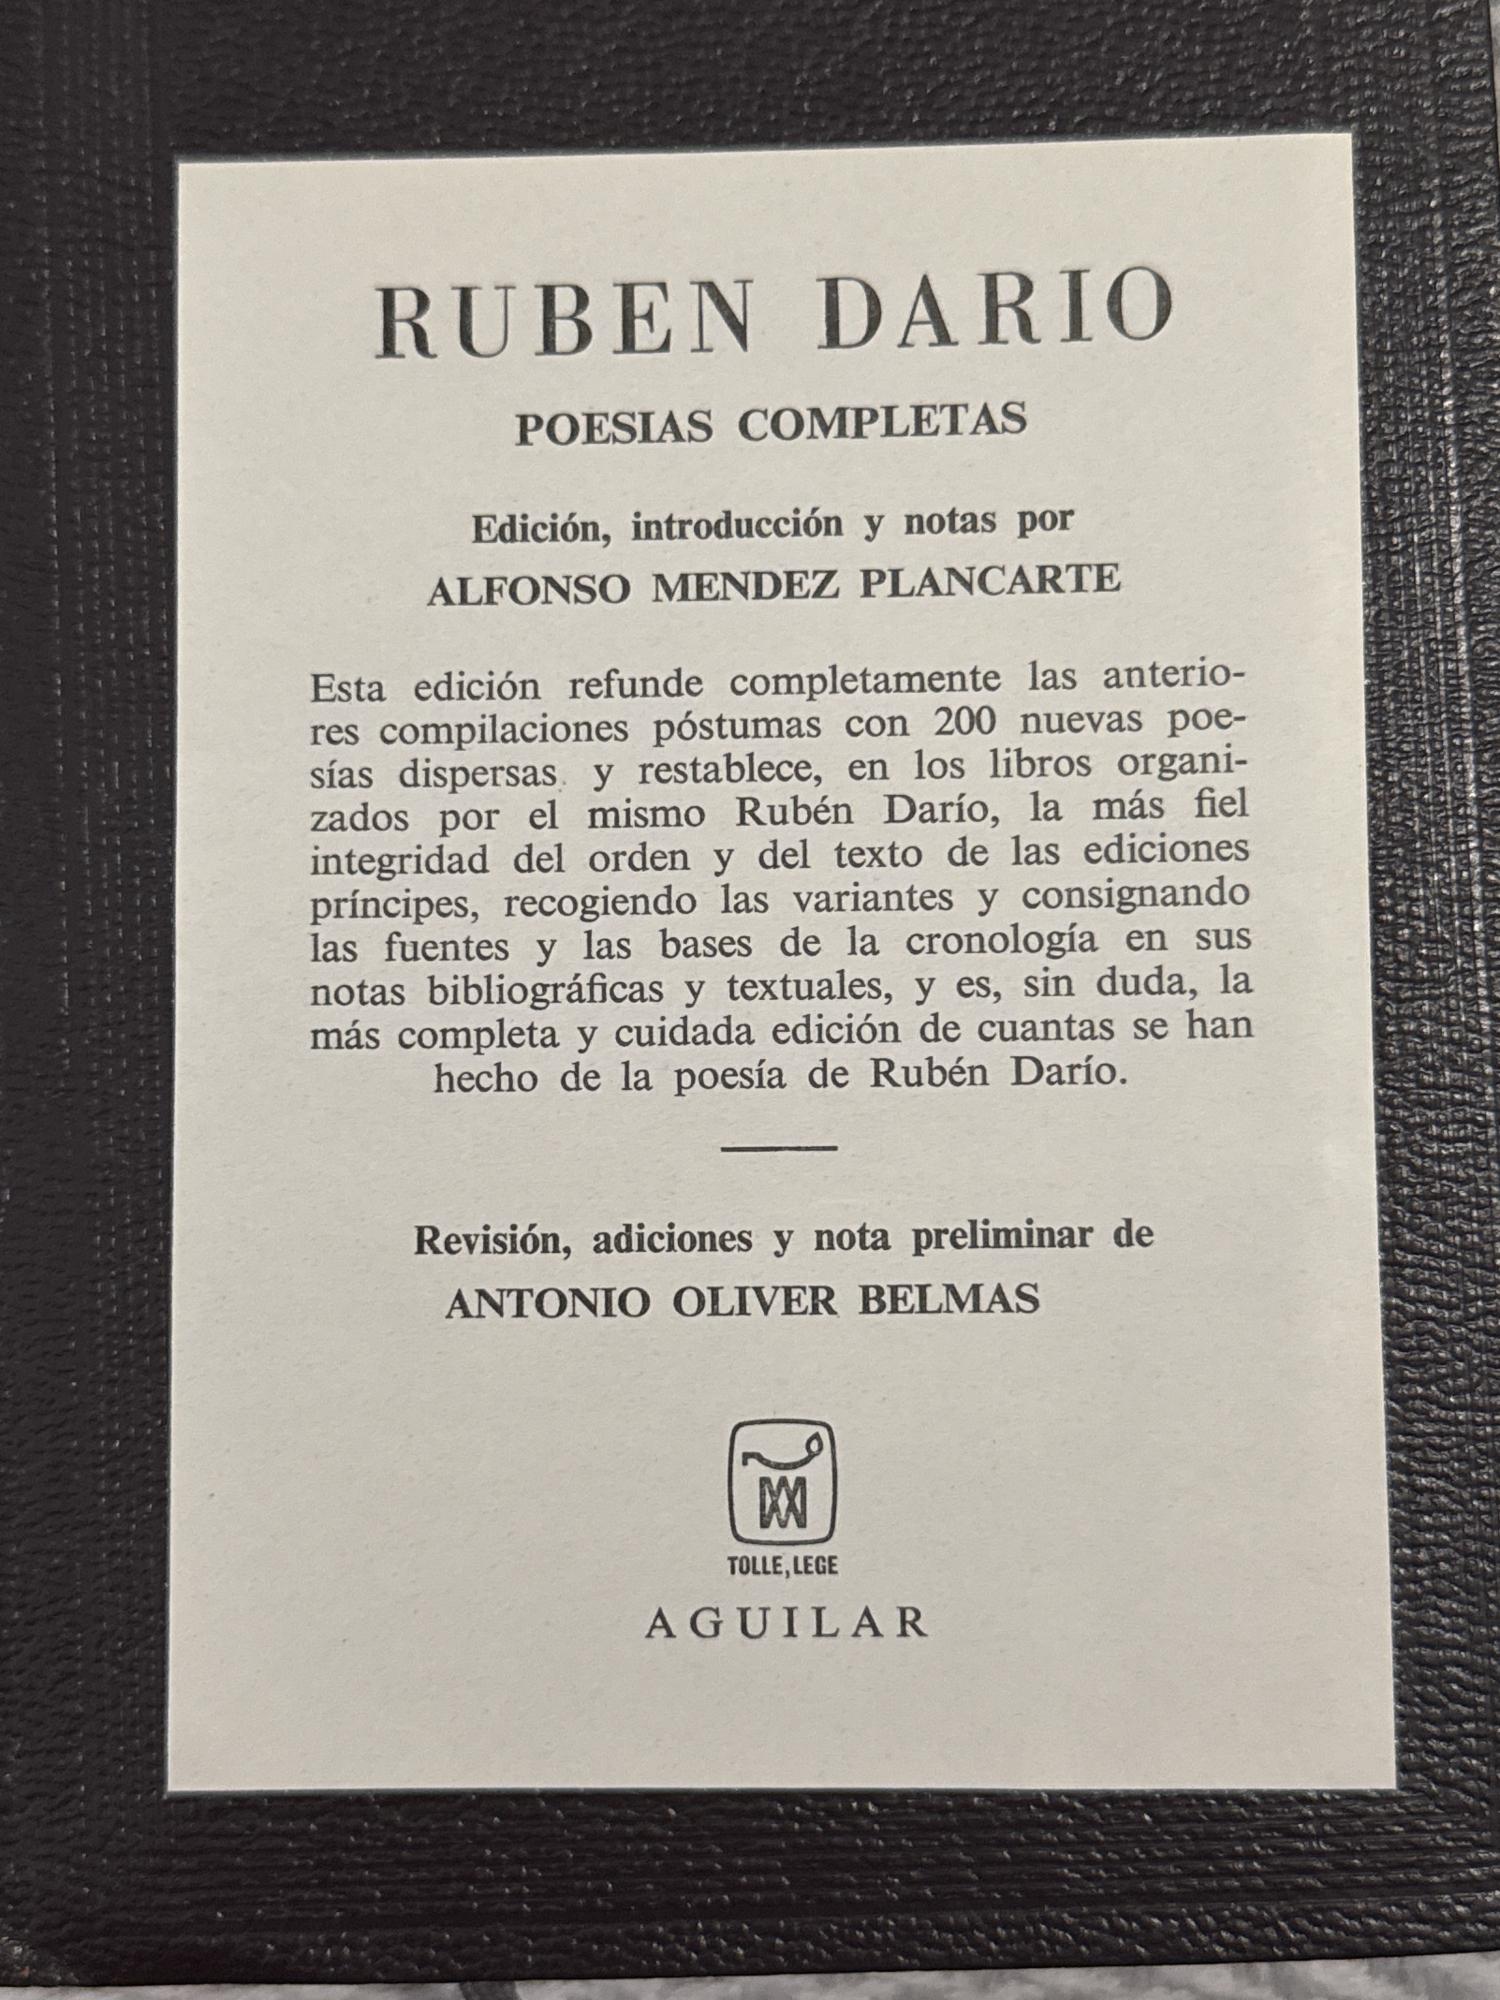 RUBEN DARIO
POESIAS COMPLETAS
Edición, introducción y notas por
ALFONSO MENDEZ PLANCARTE
Esta edición refunde completamente las anterio-
res compilaciones póstumas con 200 nuevas poe-
sías dispersas y restablece, en los libros organi-
zados por el mismo Rubén Darío, la más fiel
integridad del orden y del texto de las ediciones
príncipes, recogiendo las variantes y consignando
las fuentes y las bases de la cronología en sus
notas bibliográficas y textuales, y es, sin duda, la
más completa y cuidada edición de cuantas se han
hecho de la poesía de Rubén Darío.
Revisión, adiciones y nota preliminar de
ANTONIO OLIVER BELMAS
TOLLE, LEGE
AGUILAR